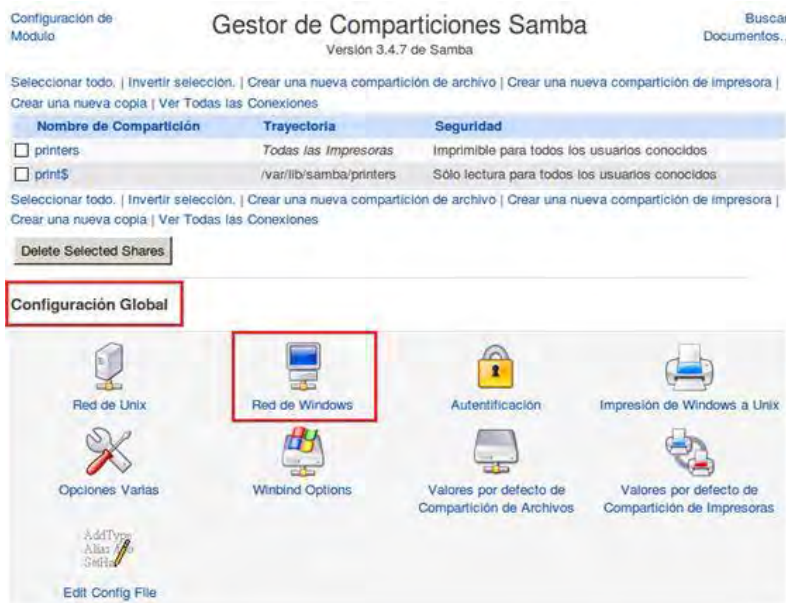 Configuración de
Módulo
Gestor de Comparticiones Samba
Versión 3.4.7 de Samba
Buscar
Documentos..
Seleccionar todo. | Invertir selección. | Crear una nueva compartición de archivo | Crear una nueva compartición de impresora |
Crear una nueva copia | Ver Todas las Conexiones
Nombre de Compartición Trayectoria Seguridad
printers Todas las Impresoras Imprimible para todos los usuarios conocidos
print$ /var/lib/samba/printers Sólo lectura para todos los usuarios conocidos
Seleccionar todo. | Invertir selección. | Crear una nueva compartición de archivo | Crear una nueva compartición de impresora |
Crear una nueva copia | Ver Todas las Conexiones
Delete Selected Shares
Configuración Global
Red de Unix Red de Windows Autentificación Impresión de Windows a Unix
Opciones Varias Winbind Options Valores por defecto de Compartición de Archivos Valores por defecto de Compartición de Impresoras
AddType
Alias
Edit Config File